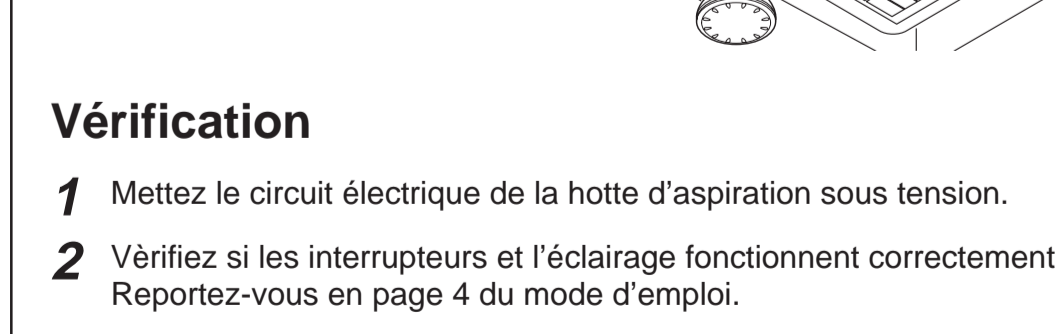 Vérification
1 Mettez le circuit électrique de la hotte d’aspiration sous tension.
2 Vèrifiez si les interrupteurs et l’éclairage fonctionnent correctement
Reportez-vous en page 4 du mode d’emploi.